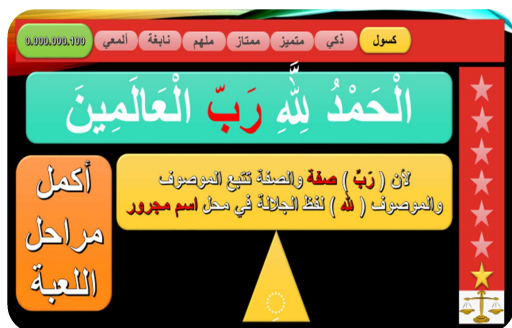 كسول ذكي متميز ممتاز ملهم نابغة ألمعي 0.000.000.100
الْحَمْدُ لِلَّهِ رَبِّ الْعَالَمِينَ
لأن ( رَبِّ ) صفة والصفة تتبع الموصوف
والموصوف ( لله ) لفظ الجلالة في محل اسم مجرور
أكمل
مراحل
اللعبة